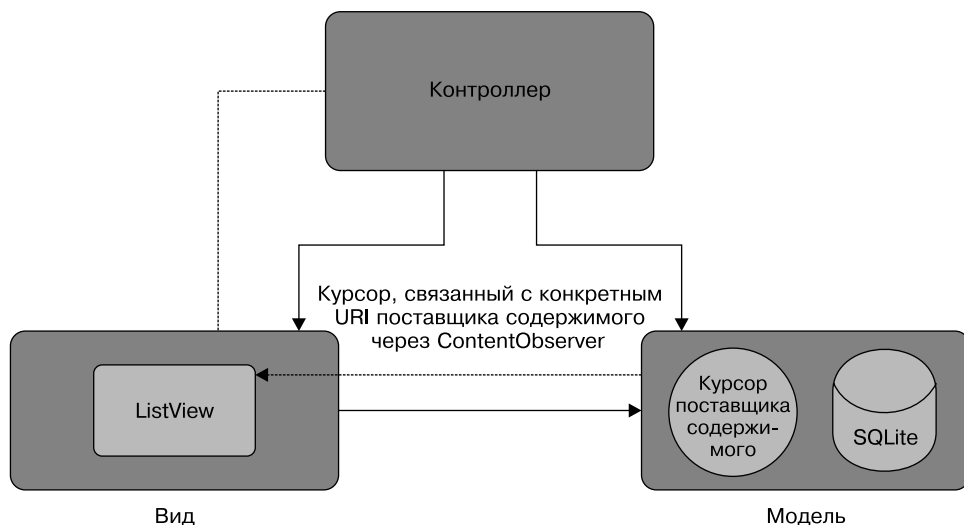 Контроллер
Курсор, связанный с конкретным
URI поставщика содержимого
через ContentObserver
ListView
Курсор
поставщика
содержи-
мого
SQLite
Вид
Модель